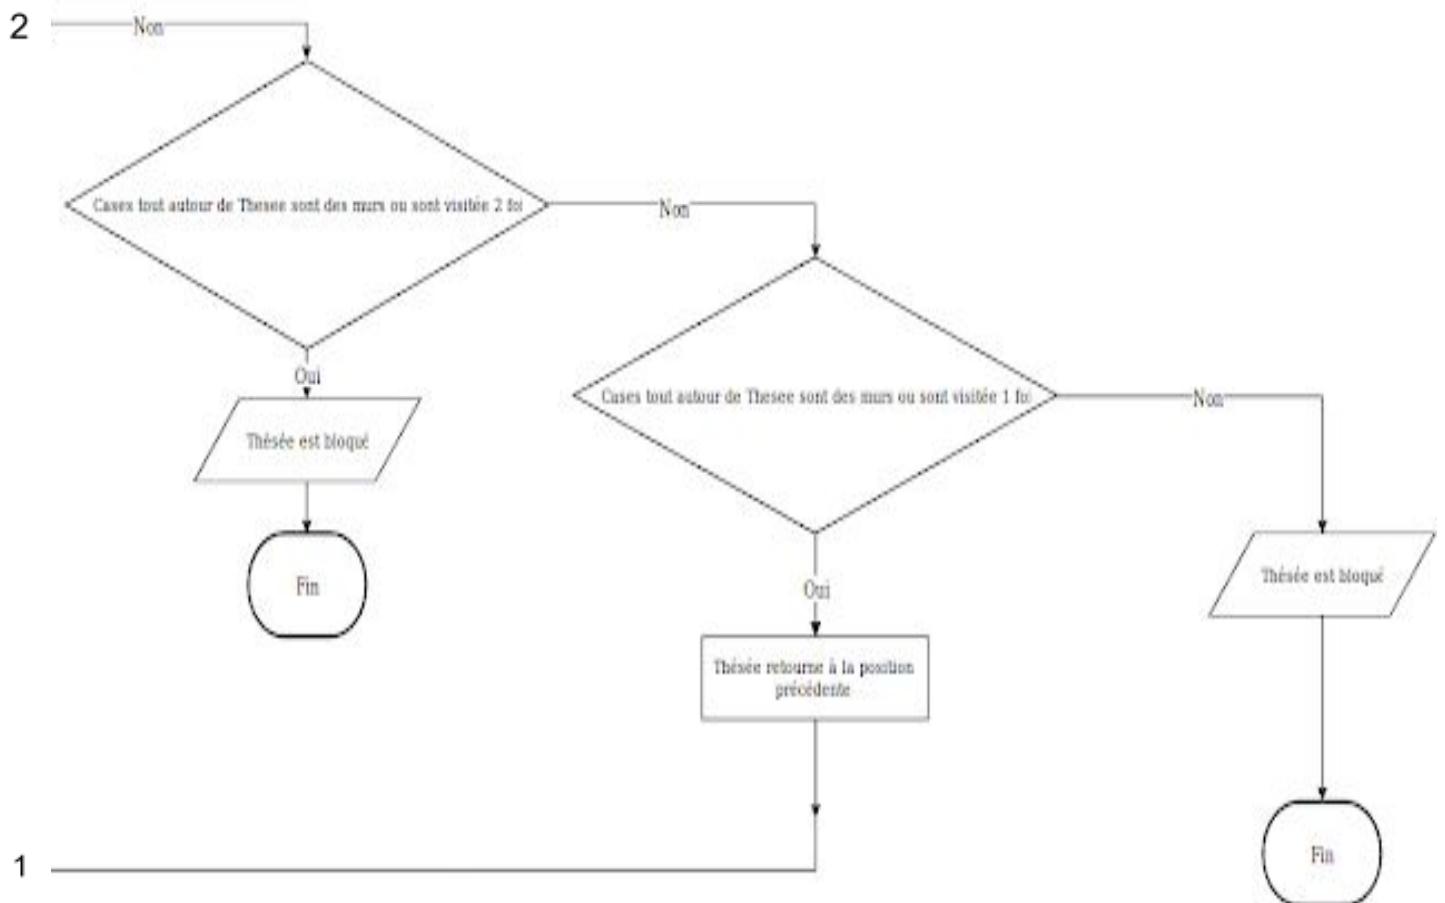 2
Non
Cases tout autour de Thesee sont des murs ou sont visitée 2 foi
Non
Oui
Cases tout autour de Thesee sont des murs ou sont visitée 1 foi
Non
Thésée est bloqué
Fin
Thésée est bloqué
Oui
Thésée retourne à la position
précédente
1
Fin